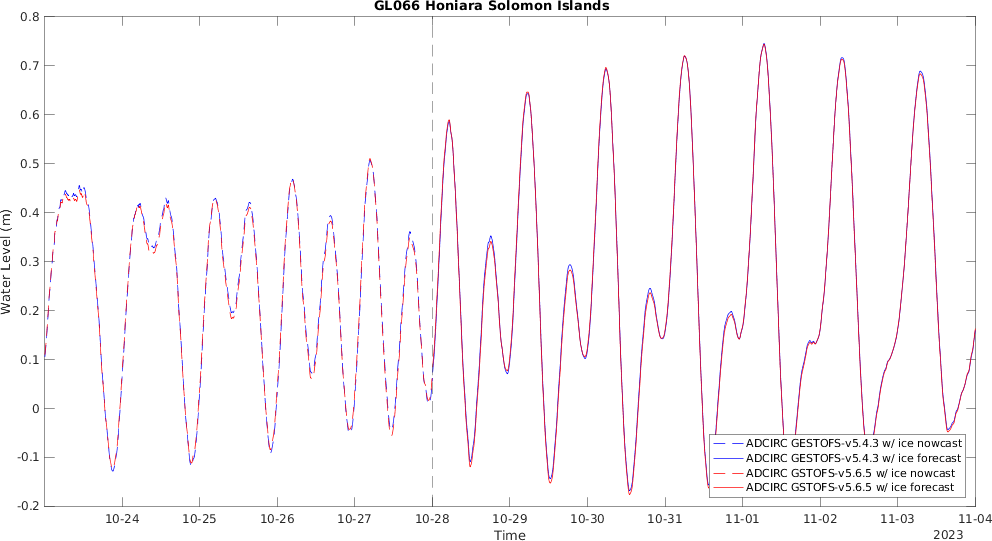 GL066 Honiara Solomon Islands
0.8
0.7
0.6
0.5
0.4
0.3
0.2
0.1
0
-0.1
-0.2
Water Level (m)
ADCIRC GESTOFS-v5.4.3 w/ ice nowcast
ADCIRC GESTOFS-v5.4.3 w/ ice forecast
ADCIRC GSTOFS-v5.6.5 w/ ice nowcast
ADCIRC GSTOFS-v5.6.5 w/ ice forecast
10-24 10-25 10-26 10-27 10-28 10-29 10-30 10-31 11-01 11-02 11-03 11-04
Time
2023